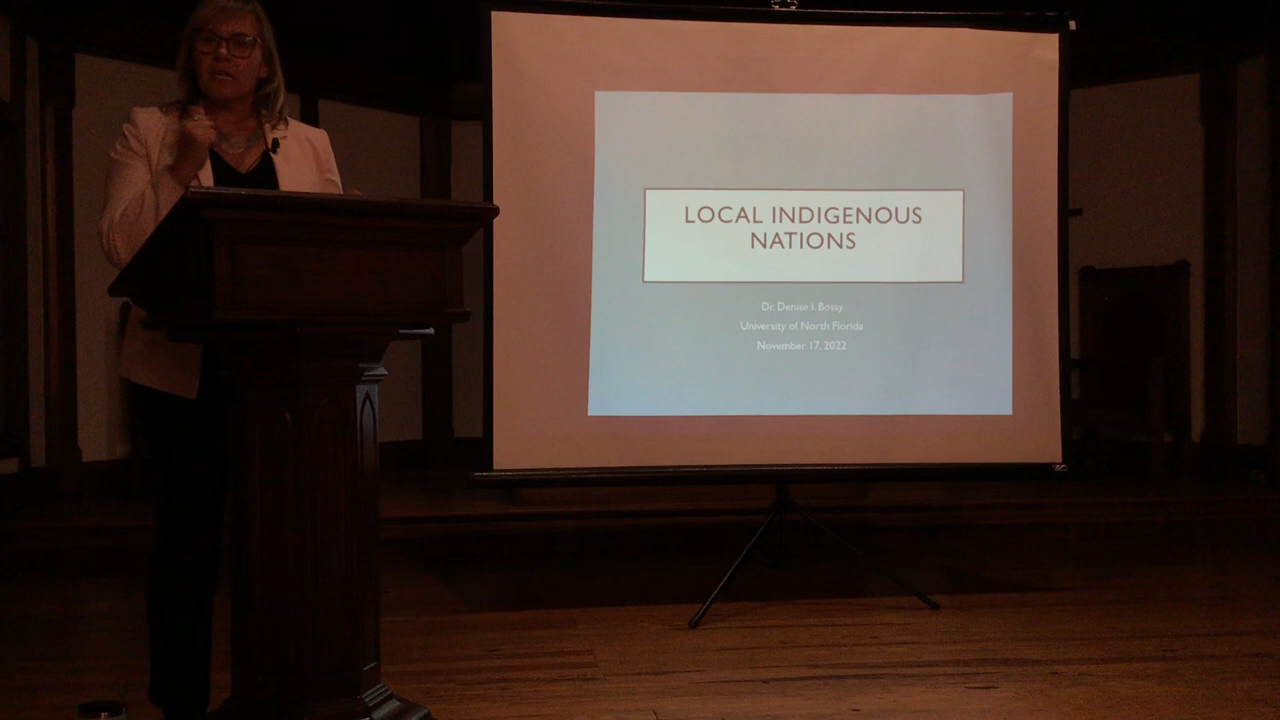 LOCAL INDIGENOUS
NATIONS
Dr. Denise I. Bossy
University of North Florida
November 17, 2022